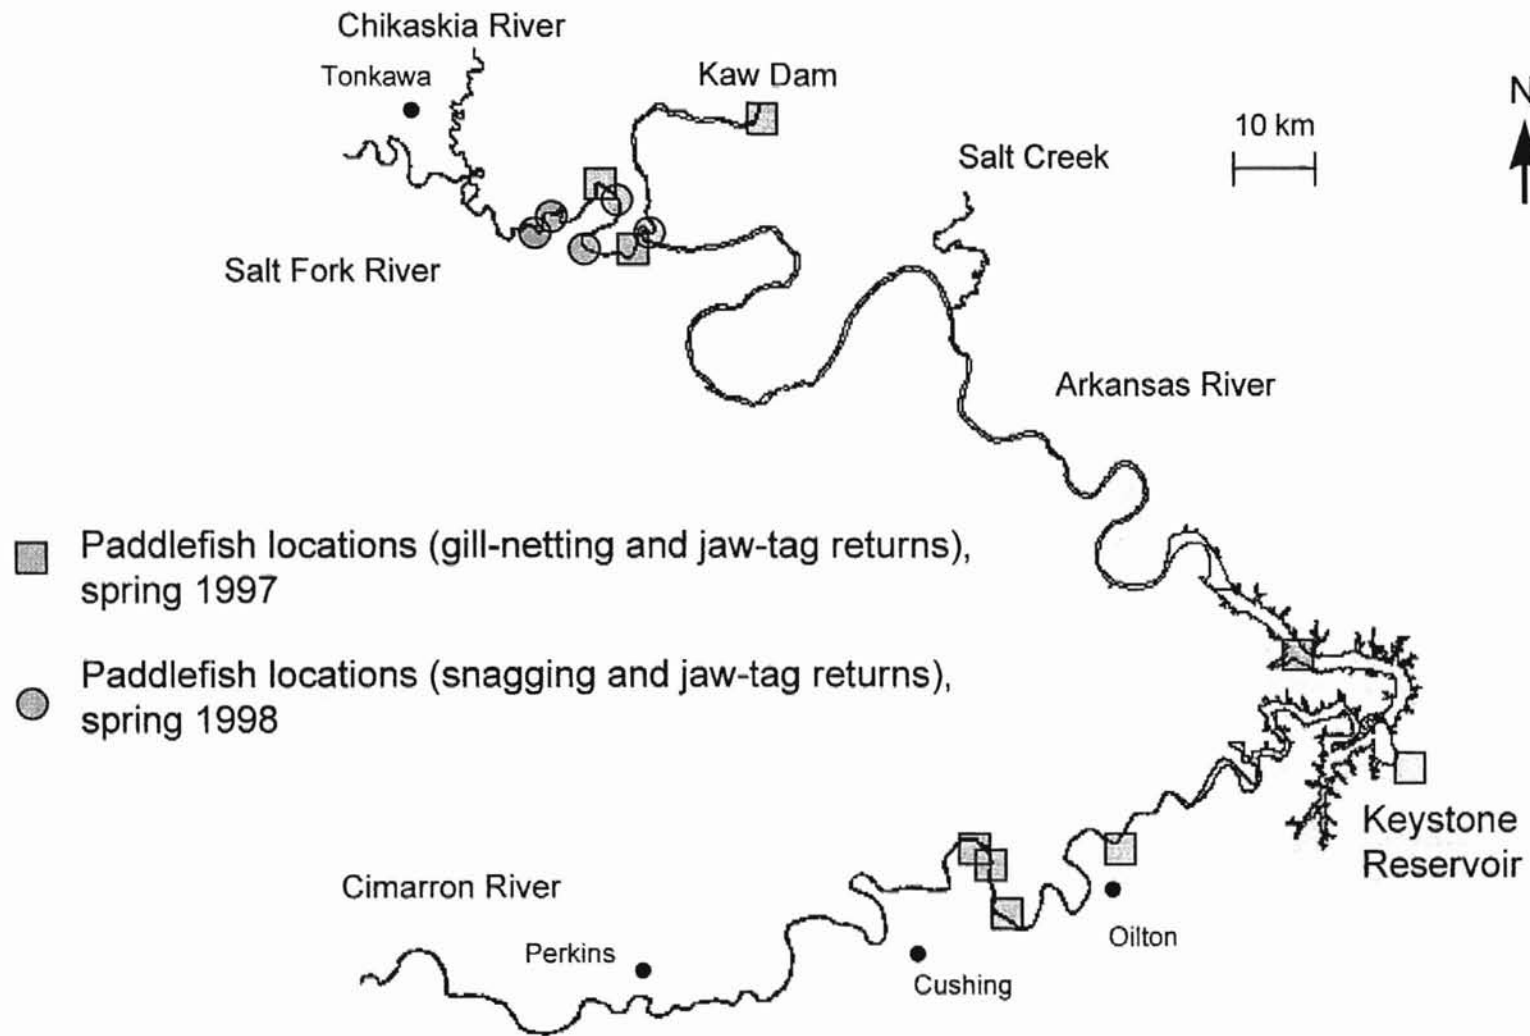 Chikaskia River
Tonkawa
Kaw Dam
N
10 km
Salt Creek
Salt Fork River
Arkansas River
Paddlefish locations (gill-netting and jaw-tag returns),
spring 1997
Paddlefish locations (snagging and jaw-tag returns),
spring 1998
Keystone
Reservoir
Cimarron River
Perkins
Oilton
Cushing